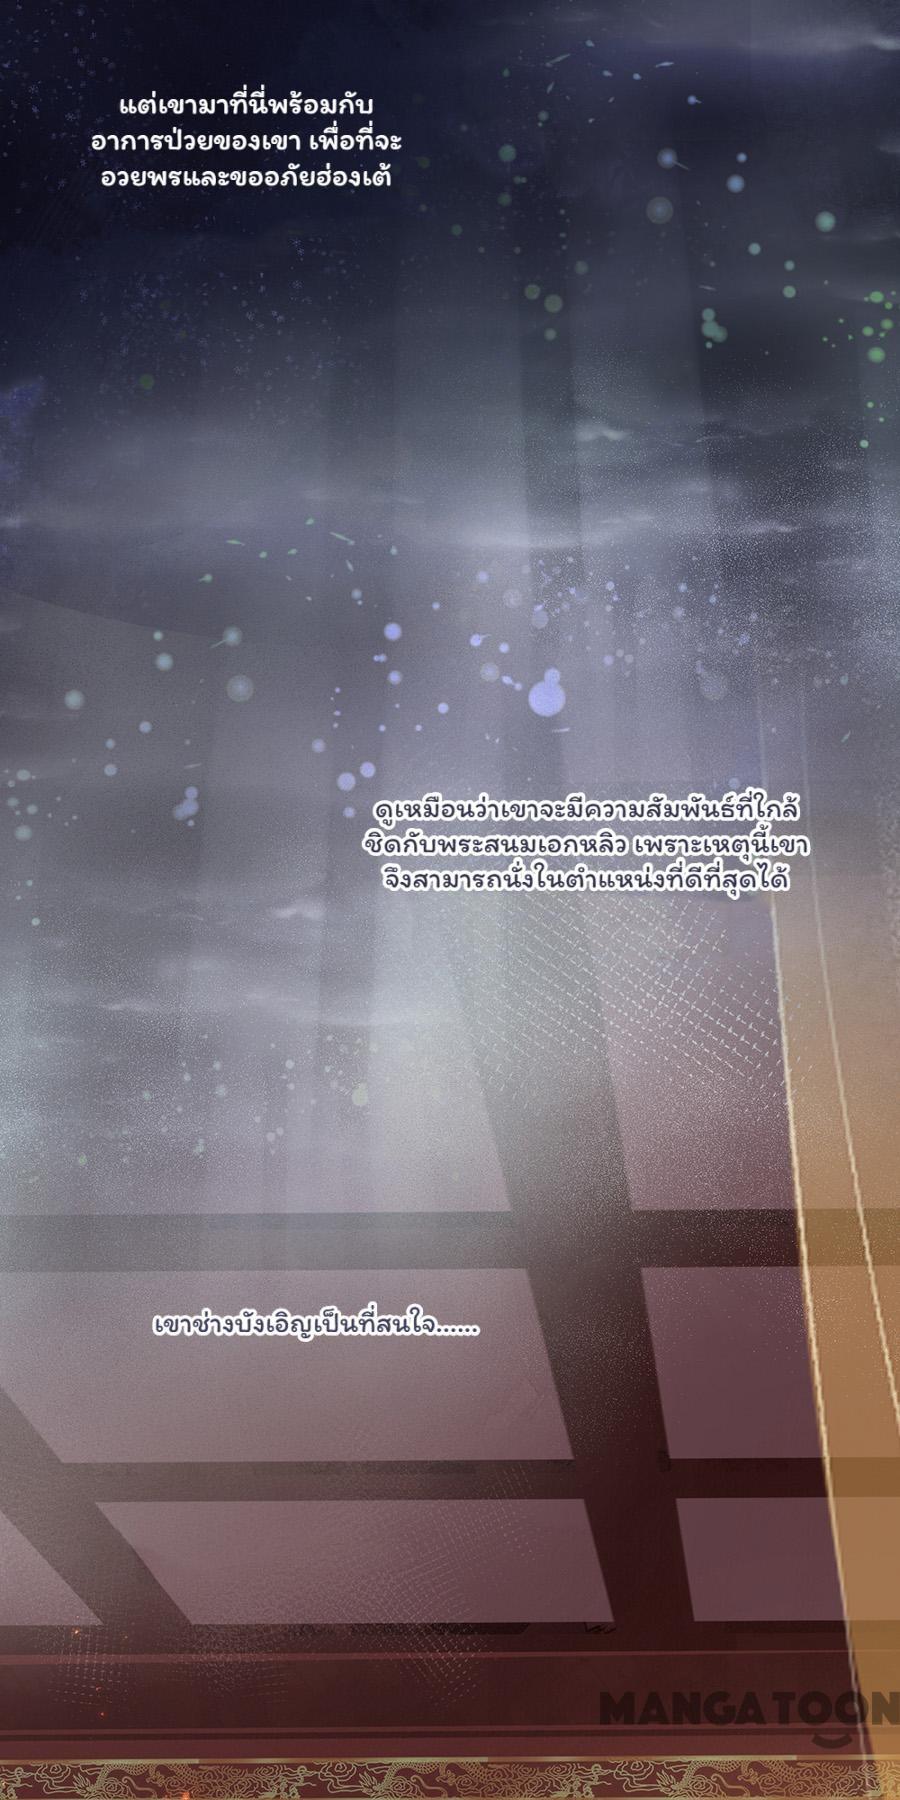 แต่เขามาที่นี่พร้อมกับ
อาการป่วยของเขา เพื่อที่จะ
อวยพรและขออภัยฮ่องเต้
ดูเหมือนว่าเขาจะมีความสัมพันธ์ที่ใกล้
ชิดกับพระสนมเอกหลิว เพราะเหตุนี้เขา
จึงสามารถนั่งในตำแหน่งที่ดีที่สุดได้
เขาช่างบังเอิญเป็นที่สนใจ......
MANGA TOON